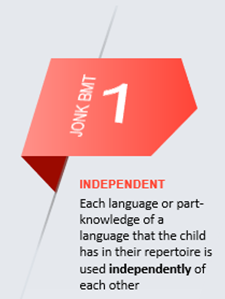 JONK BMT
1
INDEPENDENT
Each language or part-
knowledge of a
language that the child
has in their repertoire is
used independently of
each other